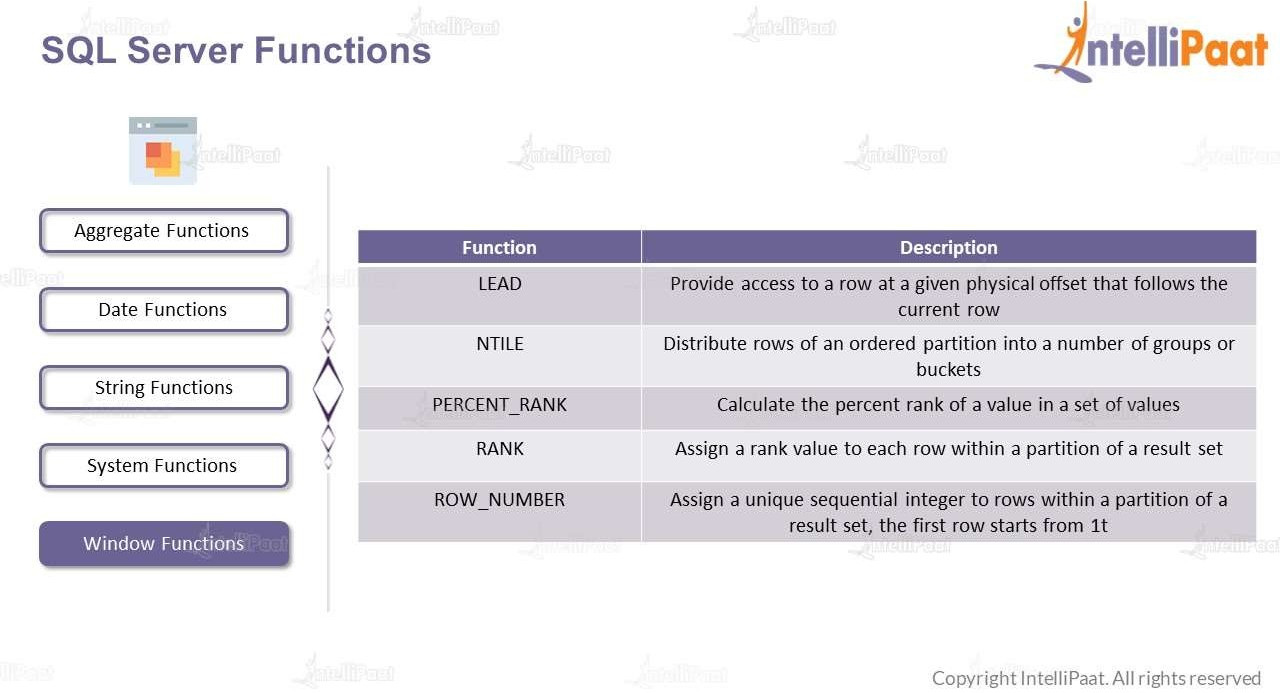 SQL Server Functions
IntelliPaat
Aggregate Functions
Date Functions
String Functions
System Functions
Window Functions
Function Description
LEAD Provide access to a row at a given physical offset that follows the
current row
NTILE Distribute rows of an ordered partition into a number of groups or
buckets
PERCENT_RANK Calculate the percent rank of a value in a set of values
RANK Assign a rank value to each row within a partition of a result set
ROW_NUMBER Assign a unique sequential integer to rows within a partition of a
result set, the first row starts from 1t
Copyright IntelliPaat. All rights reserved